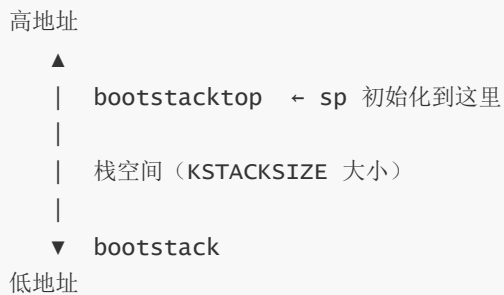 高地址
▲
| bootstacktop ← sp 初始化到这里
|
| 栈空间（KSTACKSIZE 大小）
|
▼ bootstack
低地址